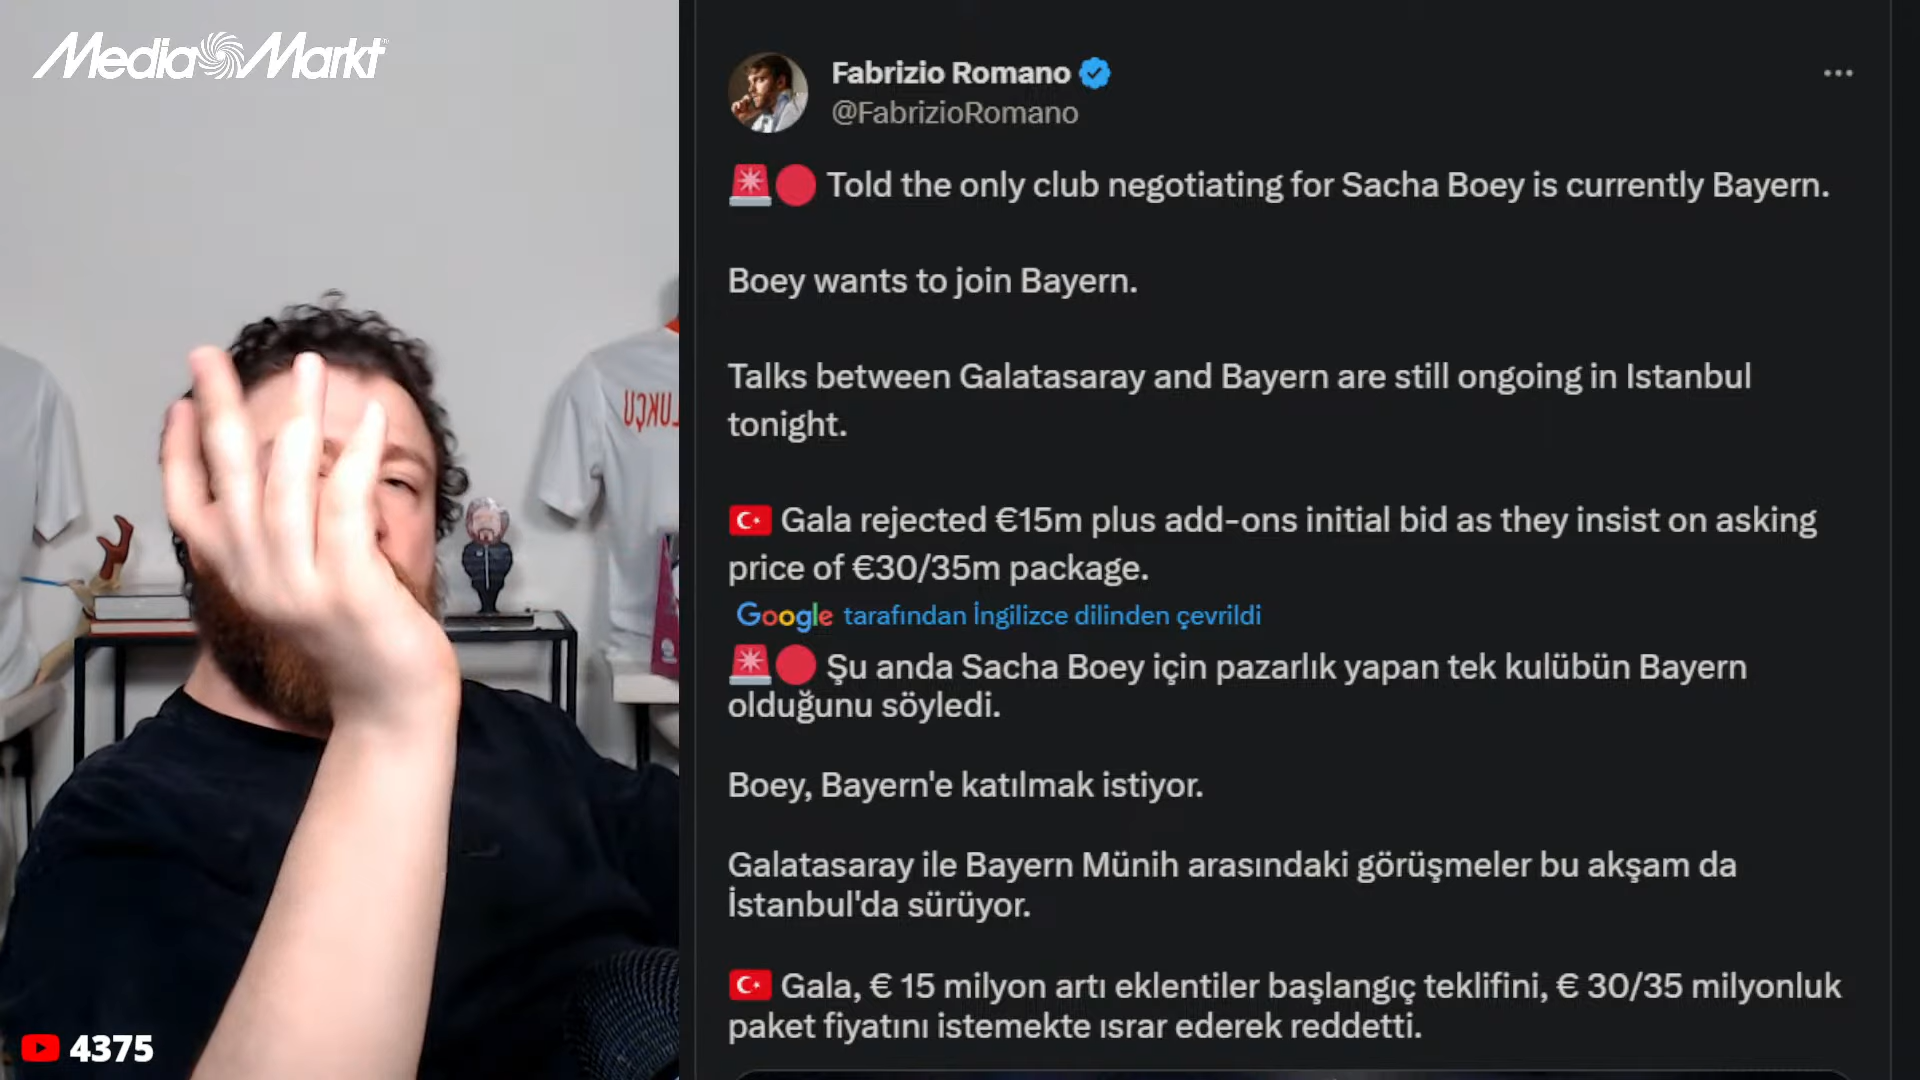 MediaMarkt
Fabrizio Romano
@FabrizioRomano
Told the only club negotiating for Sacha Boey is currently Bayern.
Boey wants to join Bayern.
Talks between Galatasaray and Bayern are still ongoing in Istanbul
tonight.
Gala rejected €15m plus add-ons initial bid as they insist on asking
price of €30/35m package.
Google tarafından İngilizce dilinden çevrildi
Şu anda Sacha Boey için pazarlık yapan tek kulübün Bayern
olduğunu söyledi.
Boey, Bayern'e katılmak istiyor.
Galatasaray ile Bayern Münih arasındaki görüşmeler bu akşam da
İstanbul'da sürüyor.
Gala, € 15 milyon artı eklentiler başlangıç teklifini, € 30/35 milyonluk
paket fiyatını istemekte ısrar ederek reddetti.
4375